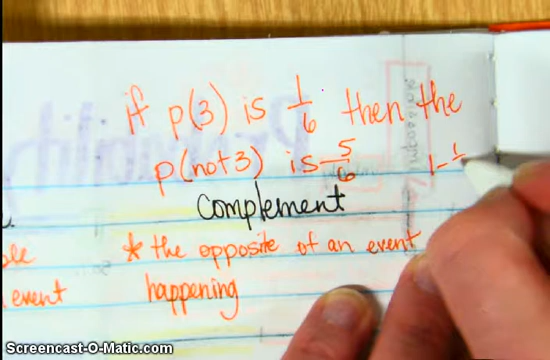 if p(3) is 1/6 then the
p(not 3) is 5/6 1-1/
Complement
* the opposite of an event
event happening
Screencast-O-Matic.com